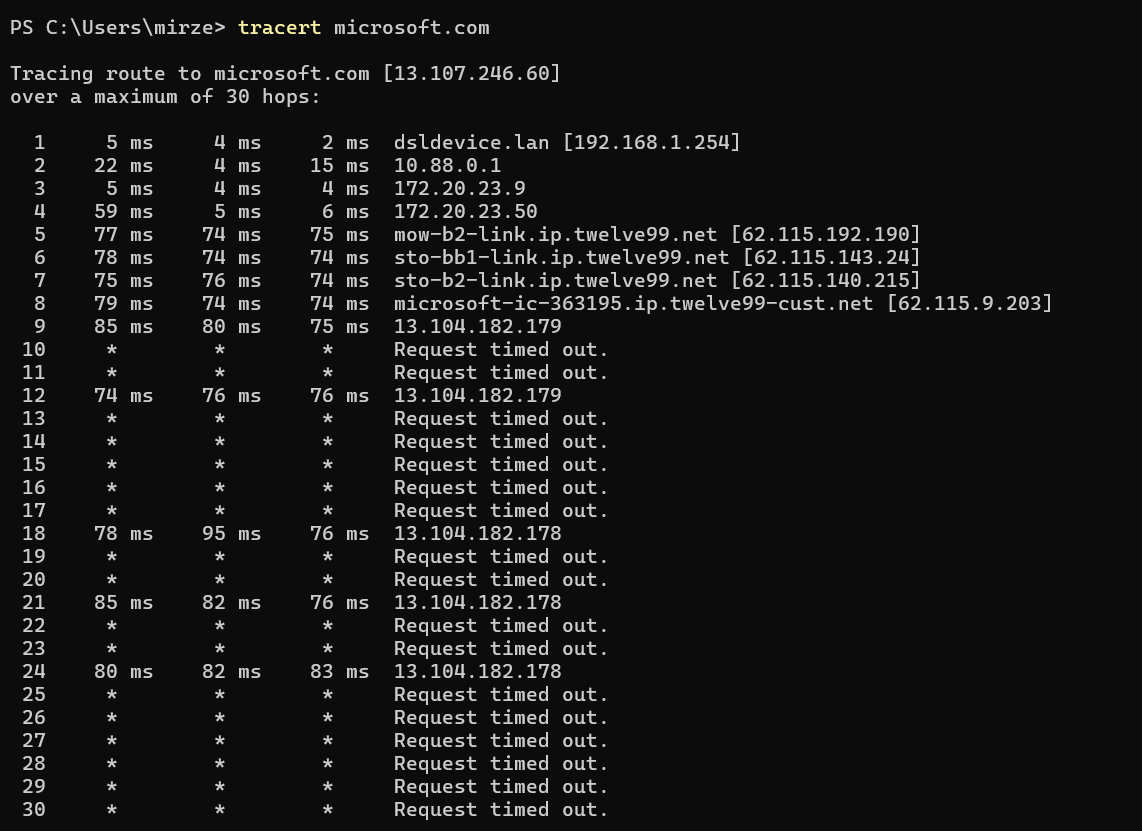 PS C:\Users\mirze> tracert microsoft.com
Tracing route to microsoft.com [13.107.246.60]
over a maximum of 30 hops:
1 5 ms 4 ms 2 ms dsldevice.lan [192.168.1.254]
2 22 ms 4 ms 15 ms 10.88.0.1
3 5 ms 4 ms 4 ms 172.20.23.9
4 59 ms 5 ms 6 ms 172.20.23.50
5 77 ms 74 ms 75 ms mow-b2-link.ip.twelve99.net [62.115.192.190]
6 78 ms 74 ms 74 ms sto-bb1-link.ip.twelve99.net [62.115.143.24]
7 75 ms 76 ms 74 ms sto-b2-link.ip.twelve99.net [62.115.140.215]
8 79 ms 74 ms 74 ms microsoft-ic-363195.ip.twelve99-cust.net [62.115.9.203]
9 85 ms 80 ms 75 ms 13.104.182.179
10 * * * Request timed out.
11 * * * Request timed out.
12 74 ms 76 ms 76 ms 13.104.182.179
13 * * * Request timed out.
14 * * * Request timed out.
15 * * * Request timed out.
16 * * * Request timed out.
17 * * * Request timed out.
18 78 ms 95 ms 76 ms 13.104.182.178
19 * * * Request timed out.
20 * * * Request timed out.
21 85 ms 82 ms 76 ms 13.104.182.178
22 * * * Request timed out.
23 * * * Request timed out.
24 80 ms 82 ms 83 ms 13.104.182.178
25 * * * Request timed out.
26 * * * Request timed out.
27 * * * Request timed out.
28 * * * Request timed out.
29 * * * Request timed out.
30 * * * Request timed out.